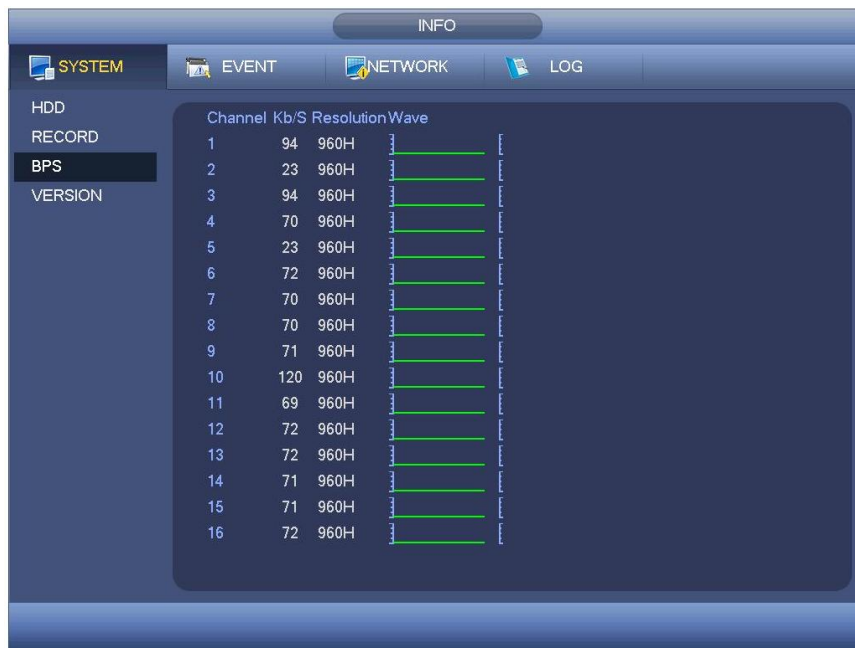 INFO
SYSTEM EVENT NETWORK LOG
HDD
RECORD
BPS
VERSION
Channel Kb/S Resolution Wave
1 94 960H
2 23 960H
3 94 960H
4 70 960H
5 23 960H
6 72 960H
7 70 960H
8 70 960H
9 71 960H
10 120 960H
11 69 960H
12 72 960H
13 72 960H
14 71 960H
15 71 960H
16 72 960H